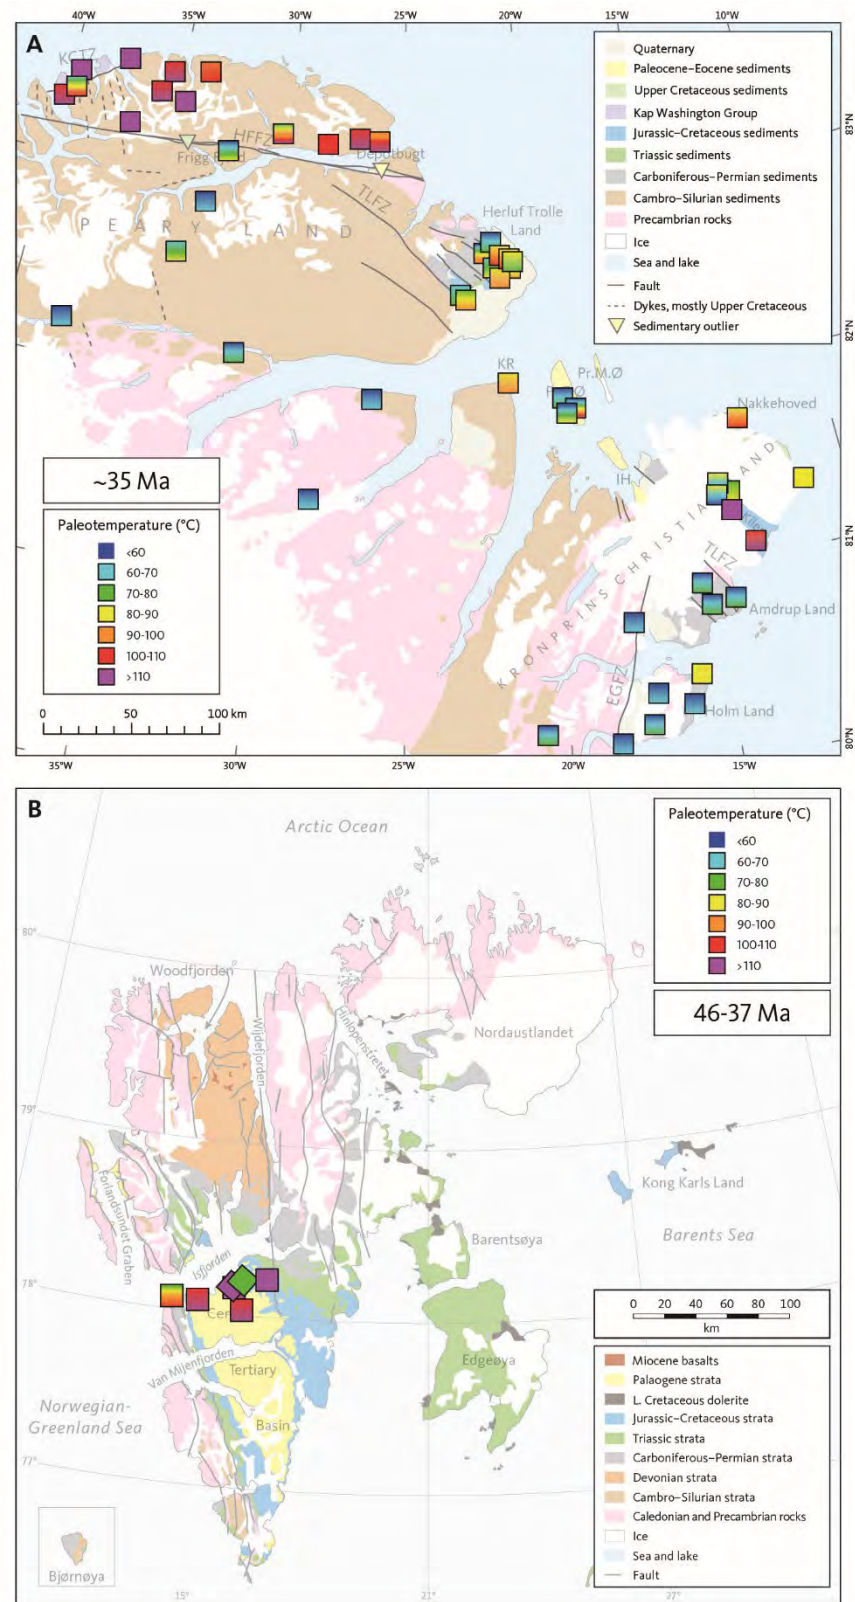 40°W
35°W
30°W
25°W
20°W
15°W
A
KCTZ
83°N
HFFZ
Frigg Fjord
Depotbugt
TLFZ
PEARY LAND
Herluf Trolle
Land
82°N
KR
Pr.M.Ø
Nakkehoved
IH
KRONPRINS CHRISTIAN LAND
81°N
TLFZ
Amdrup Land
EGFZ
Holm Land
80°N
35°W
30°W
25°W
20°W
15°W
Quaternary
Paleocene–Eocene sediments
Upper Cretaceous sediments
Kap Washington Group
Jurassic–Cretaceous sediments
Triassic sediments
Carboniferous–Permian sediments
Cambro–Silurian sediments
Precambrian rocks
Ice
Sea and lake
Fault
Dykes, mostly Upper Cretaceous
Sedimentary outlier
~35 Ma
Paleotemperature (°C)
<60
60-70
70-80
80-90
90-100
100-110
>110
0 50 100 km
B
Arctic Ocean
Paleotemperature (°C)
<60
60-70
70-80
80-90
90-100
100-110
>110
46-37 Ma
80°
Woodfjorden
Wijdefjorden
Hinlopenstretet
Nordaustlandet
79°
Forlandsundet Graben
Kong Karls Land
Barentsøya
Barents Sea
Isfjorden
78°
Van Mijenfjorden
Tertiary
Edgeøya
Norwegian-
Greenland Sea
Basin
77°
Bjørnøya
15°
21°
27°
0 20 40 60 80 100
km
Miocene basalts
Palaogene strata
L. Cretaceous dolerite
Jurassic–Cretaceous strata
Triassic strata
Carboniferous–Permian strata
Devonian strata
Cambro–Silurian strata
Caledonian and Precambrian rocks
Ice
Sea and lake
Fault